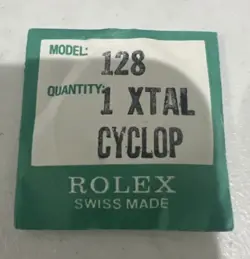 MODEL: 128
QUANTITY: 1 XTAL
CYCLOP
ROLEX
SWISS MADE